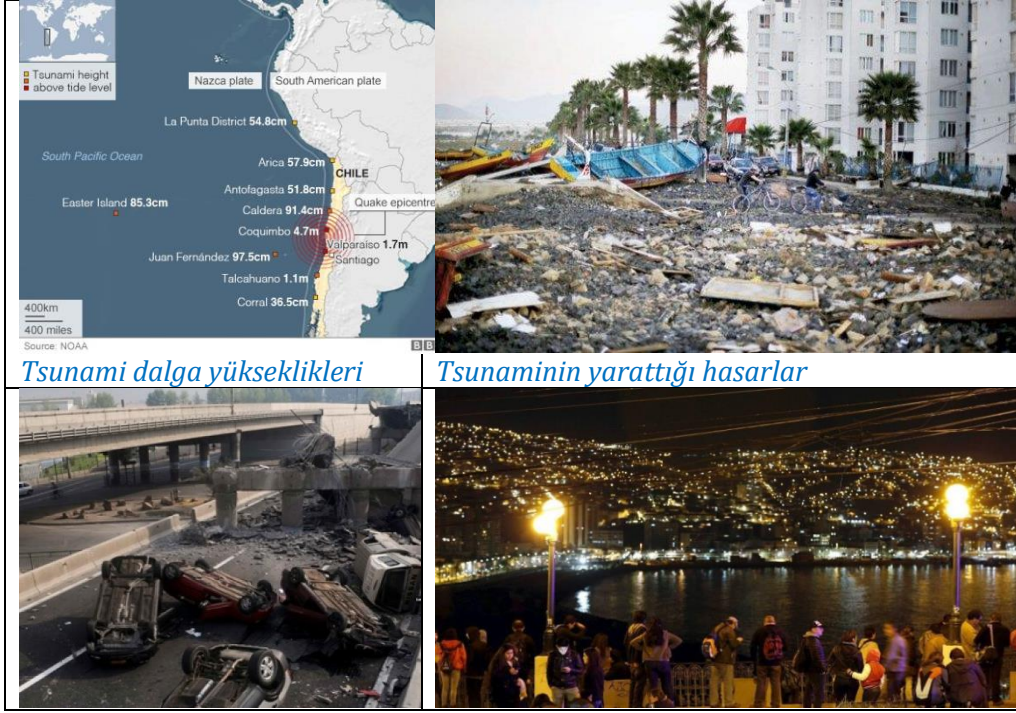 Tsunami height
above tide level
Nazca plate
South American plate
La Punta District 54.8cm
South Pacific Ocean
Arica 57.9cm
CHILE
Antofagasta 51.8cm
Easter Island 85.3cm
Caldera 91.4cm
Quake epicentre
Coquimbo 4.7m
Valparaiso 1.7m
Juan Fernández 97.5cm
Santiago
Talcahuano 1.1m
Corral 36.5cm
400km
400 miles
Source: NOAA
B B
Tsunami dalga yükseklikleri
Tsunaminin yarattığı hasarlar